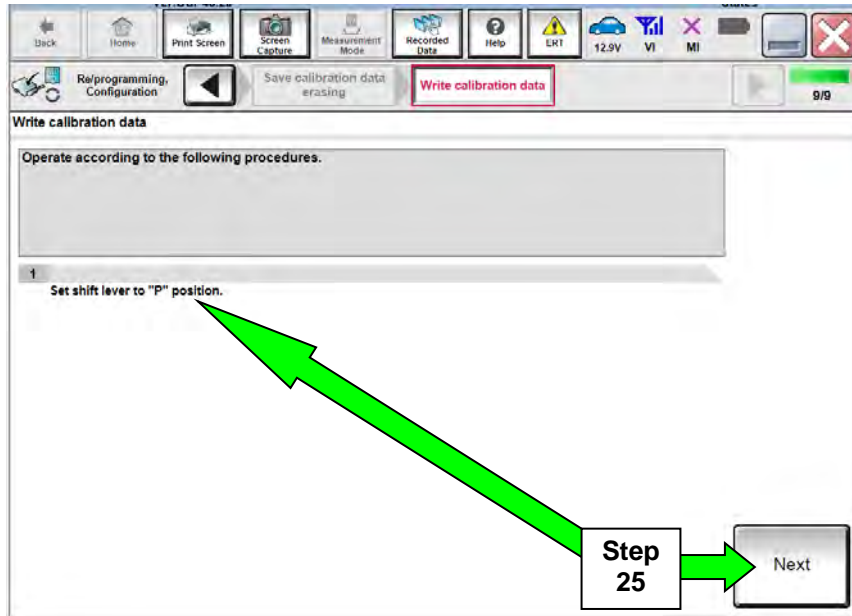 Back
Home
Print Screen
Screen
Capture
Measurement
Mode
Recorded
Data
Help
ERT
12.9V
VI
MI
Re/programming,
Configuration
Save calibration data
erasing
Write calibration data
9/9
Write calibration data
Operate according to the following procedures.
1
Set shift lever to "P" position.
Step
25
Next